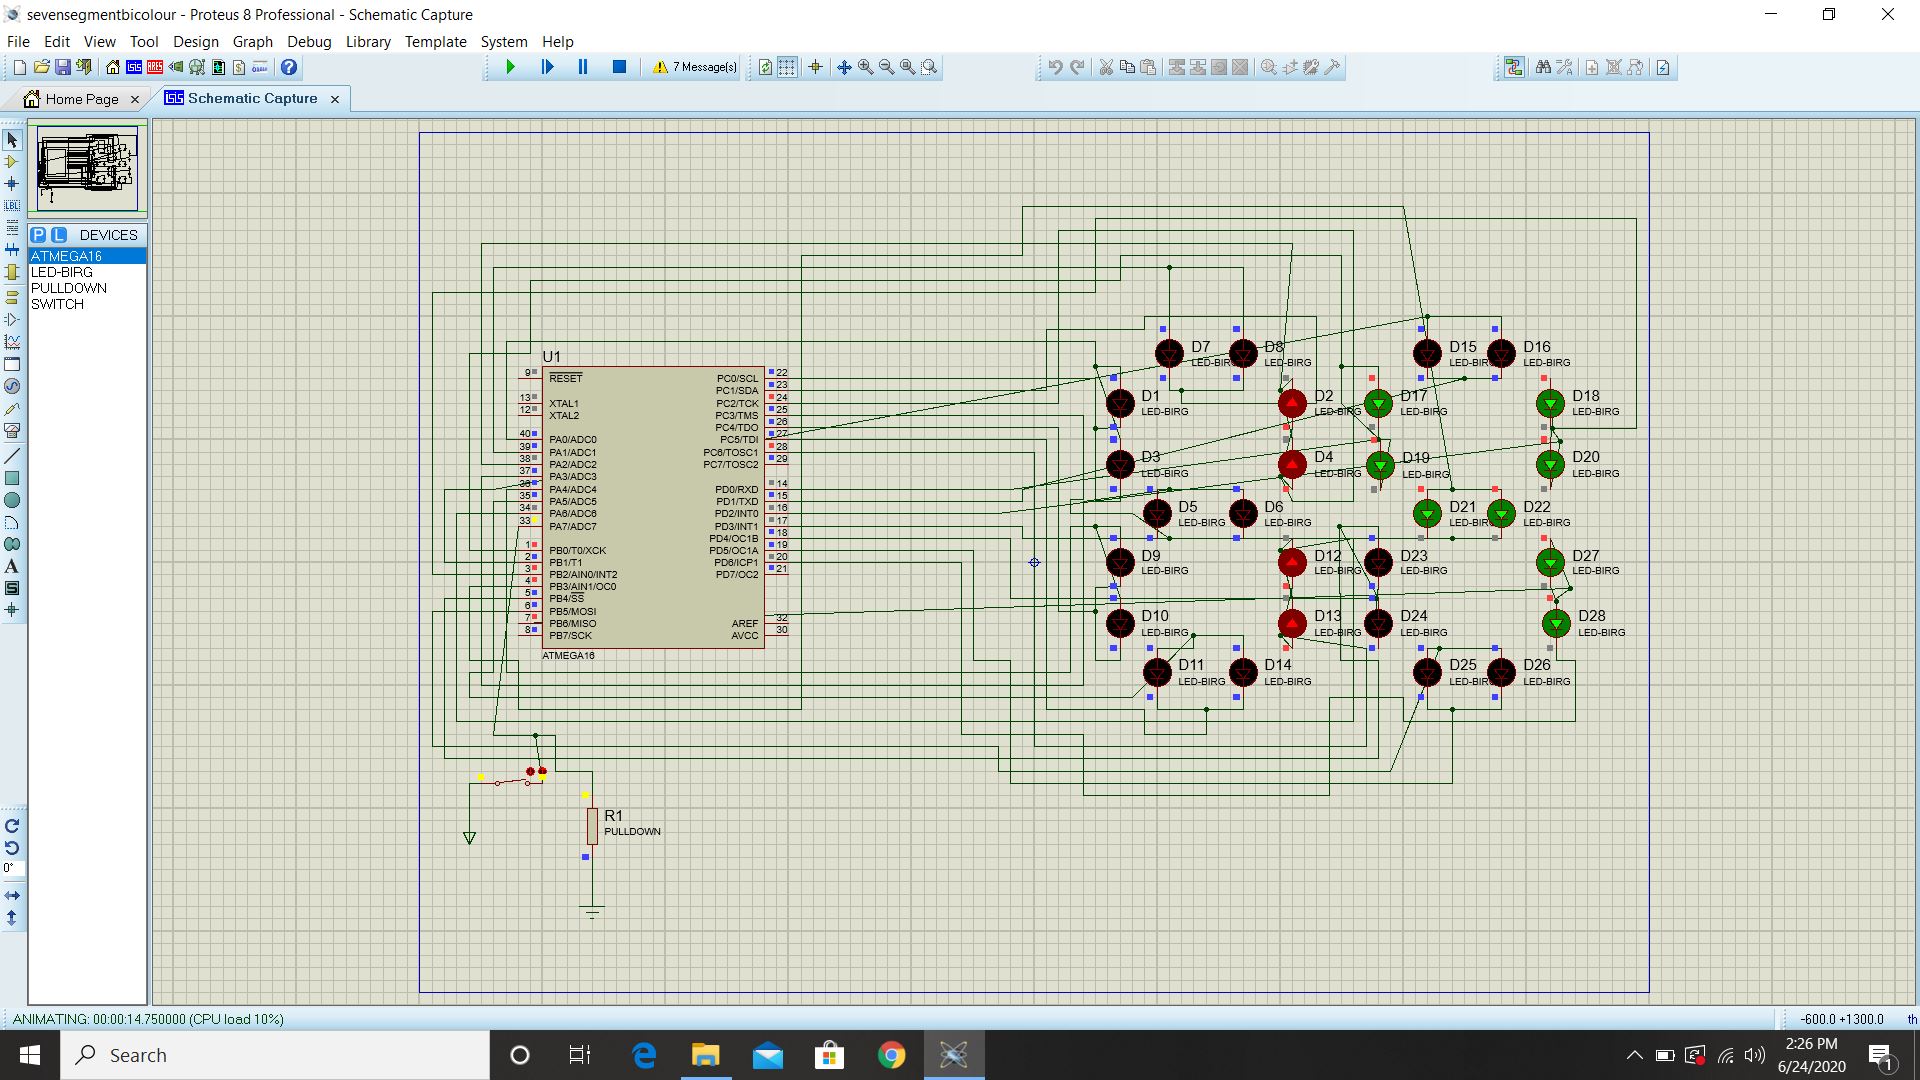 sevensegmentbicolour - Proteus 8 Professional - Schematic Capture
File Edit View Tool Design Graph Debug Library Template System Help
7 Message(s)
Home Page
Schematic Capture
LBL
P L DEVICES
ATMEGA16
LED-BIRG
PULLDOWN
SWITCH
0°
U1
9 RESET
13 XTAL1
12 XTAL2
40 PA0/ADC0
39 PA1/ADC1
38 PA2/ADC2
37 PA3/ADC3
36 PA4/ADC4
35 PA5/ADC5
34 PA6/ADC6
33 PA7/ADC7
1 PB0/T0/XCK
2 PB1/T1
3 PB2/AIN0/INT2
4 PB3/AIN1/OC0
5 PB4/SS
6 PB5/MOSI
7 PB6/MISO
8 PB7/SCK
PC0/SCL 22
PC1/SDA 23
PC2/TCK 24
PC3/TMS 25
PC4/TDO 26
PC5/TDI 27
PC6/TOSC1 28
PC7/TOSC2 29
PD0/RXD 14
PD1/TXD 15
PD2/INT0 16
PD3/INT1 17
PD4/OC1B 18
PD5/OC1A 19
PD6/ICP1 20
PD7/OC2 21
AREF 32
AVCC 30
ATMEGA16
D7 D8 D15 D16
LED-BIRG LED-BIRG LED-BIRG LED-BIRG
D1 D2 D17 D18
LED-BIRG LED-BIRG LED-BIRG LED-BIRG
D3 D4 D19 D20
LED-BIRG LED-BIRG LED-BIRG LED-BIRG
D5 D6 D21 D22
LED-BIRG LED-BIRG LED-BIRG LED-BIRG
D9 D12 D23 D27
LED-BIRG LED-BIRG LED-BIRG LED-BIRG
D10 D13 D24 D28
LED-BIRG LED-BIRG LED-BIRG LED-BIRG
D11 D14 D25 D26
LED-BIRG LED-BIRG LED-BIRG LED-BIRG
R1
PULLDOWN
ANIMATING: 00:00:14.750000 (CPU load 10%)
-600.0 +1300.0 th
Search
2:26 PM
6/24/2020
1